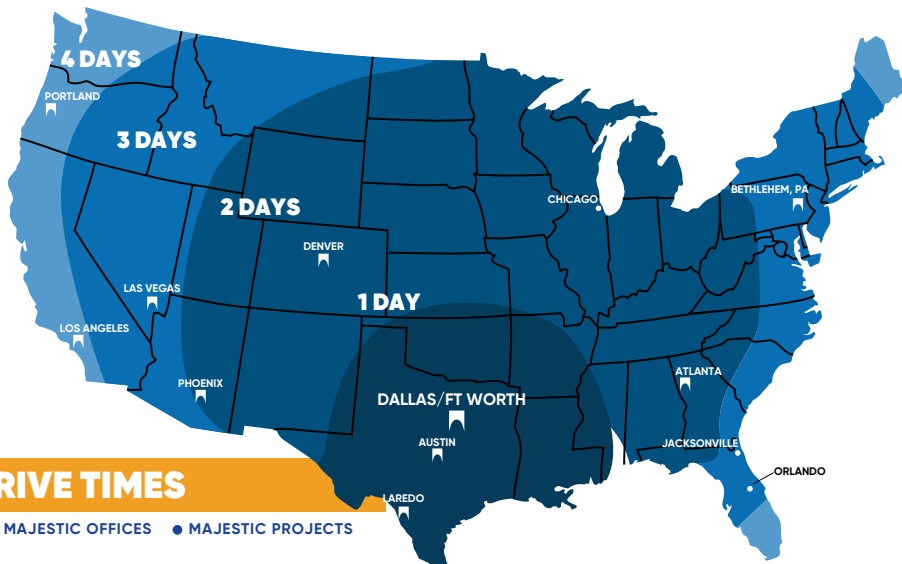 4 DAYS
PORTLAND
3 DAYS
BETHLEHEM, PA
CHICAGO
2 DAYS
DENVER
LAS VEGAS
1 DAY
LOS ANGELES
ATLANTA
PHOENIX
DALLAS/FT WORTH
AUSTIN
JACKSONVILLE
ORLANDO
RIVE TIMES
LAREDO
MAJESTIC OFFICES
MAJESTIC PROJECTS